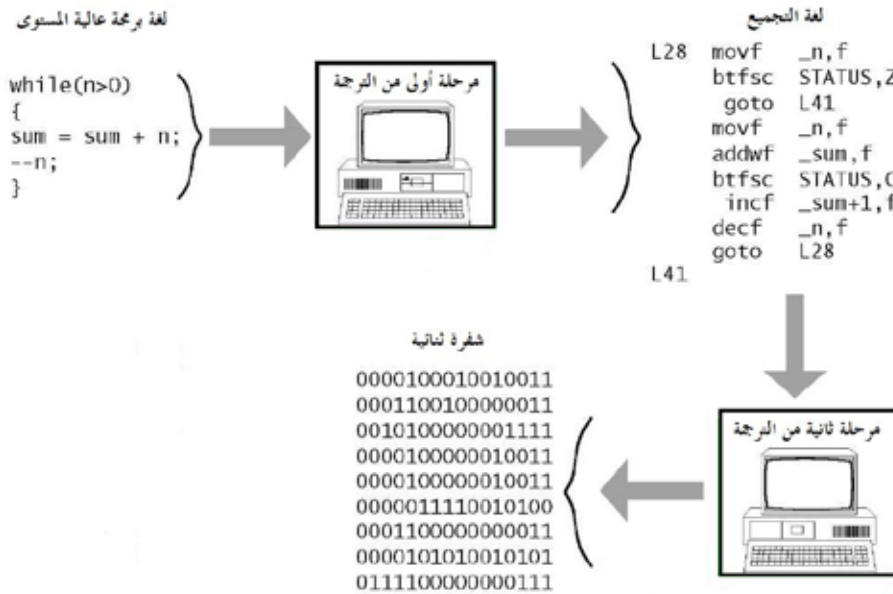 لغة برمجة عالية المستوى
while(n>0)
{
sum = sum + n;
--n;
}
مرحلة أولى من الترجمة
لغة التجميع
L28 movf _n,f
btfsc STATUS,Z
goto L41
movf _n,f
addwf _sum,f
btfsc STATUS,C
incf _sum+1,f
decf _n,f
goto L28
L41
مرحلة ثانية من الترجمة
شفرة ثنائية
0000100010010011
0001100100000011
0010100000001111
0000100000010011
0000100000010011
0000011110010100
0001100000000011
0000101010010101
0111100000000111